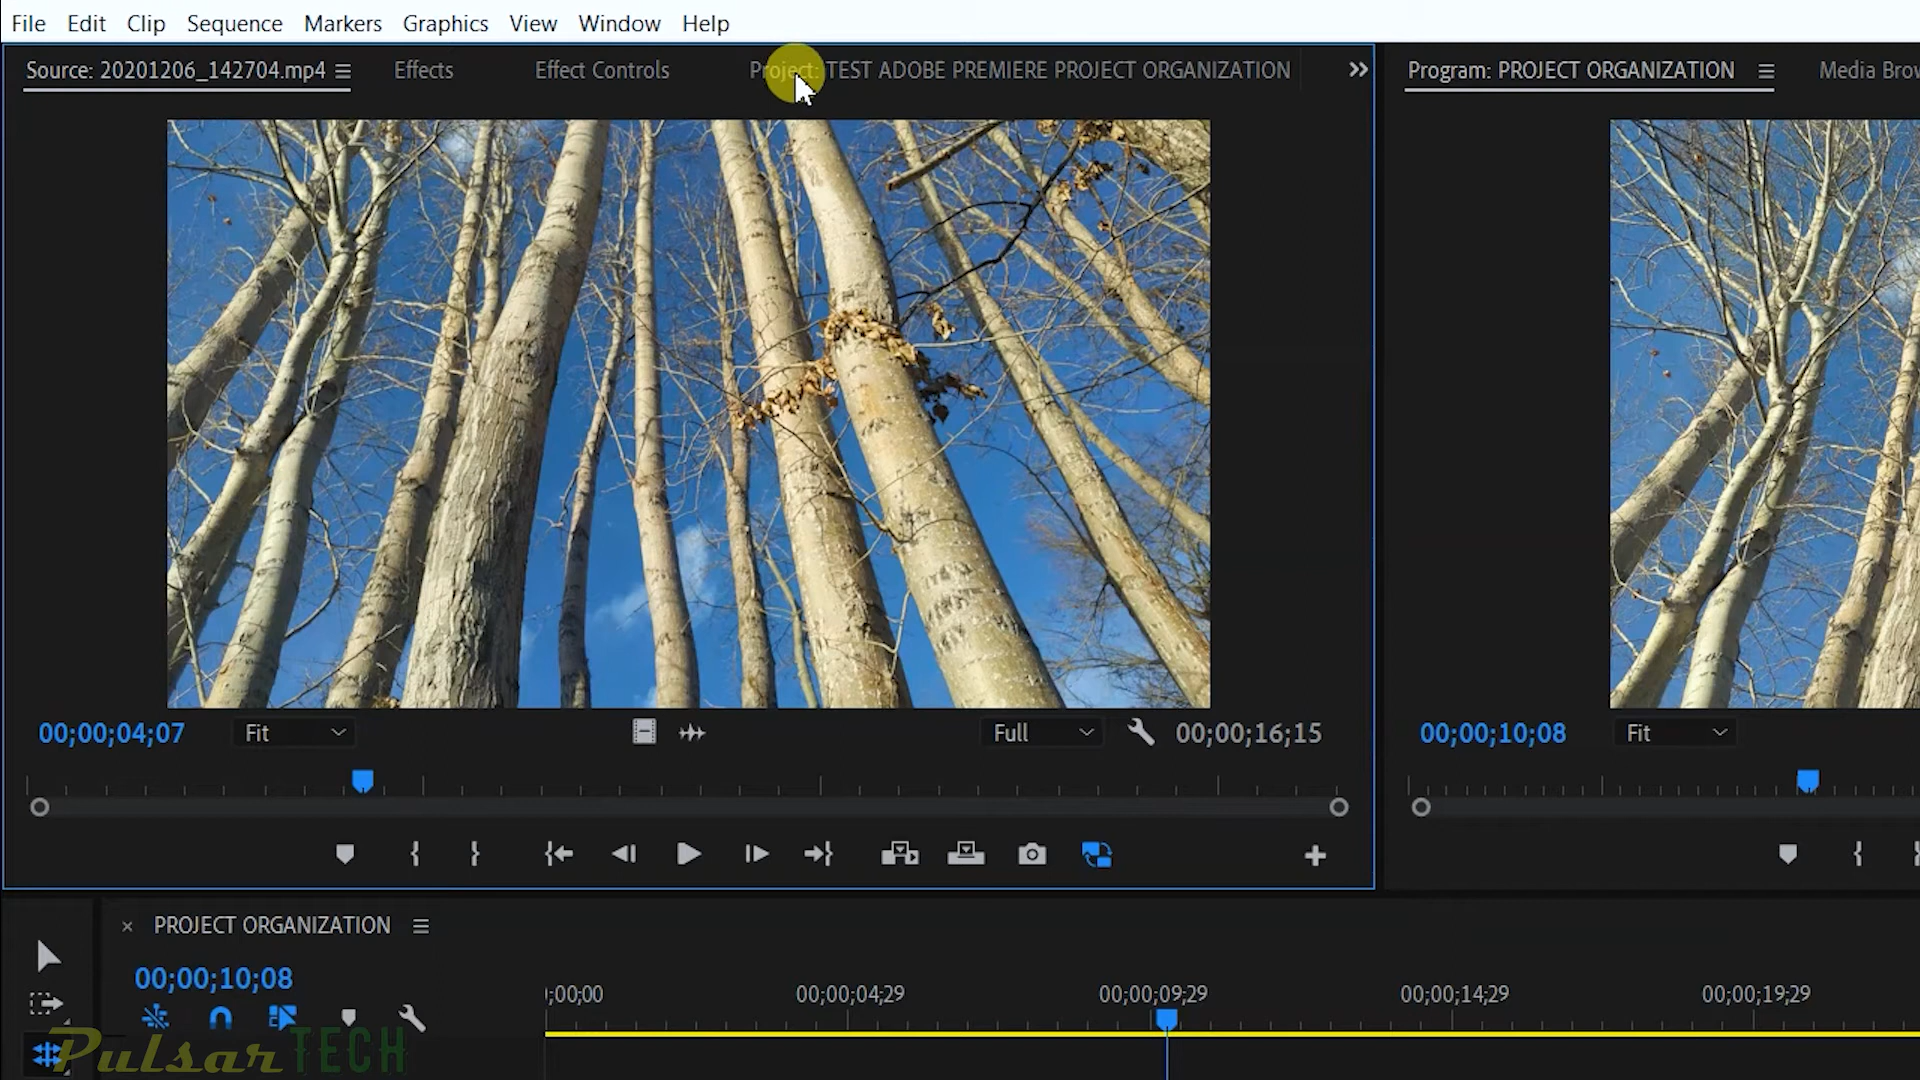 File Edit Clip Sequence Markers Graphics View Window Help
Source: 20201206_142704.mp4 Effects Effect Controls Project: TEST ADOBE PREMIERE PROJECT ORGANIZATION Program: PROJECT ORGANIZATION Media Brow
00;00;04;07 Fit Full 00;00;16;15 00;00;10;08 Fit
PROJECT ORGANIZATION
00;00;10;08
;00;00 00;00;04;29 00;00;09;29 00;00;14;29 00;00;19;29
Pulsar TECH